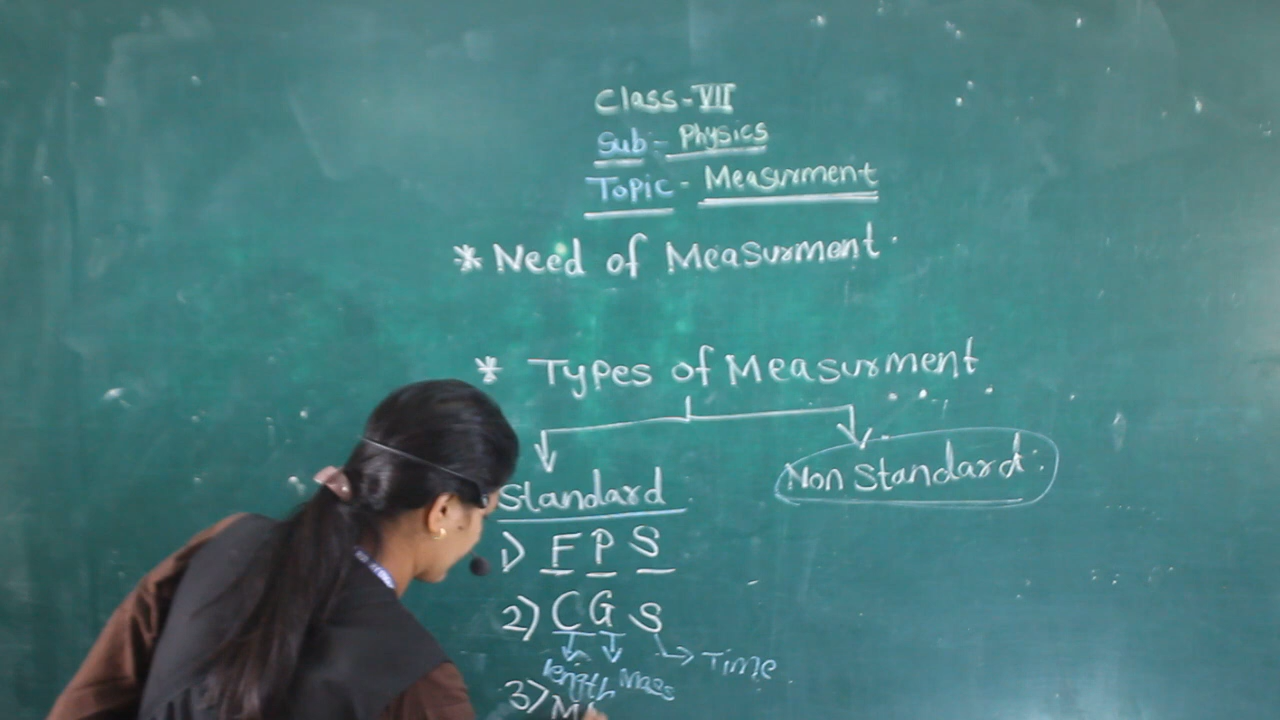 Class-VII
Sub:- Physics
Topic - Measurment
* Need of Measurment.
* Types of Measurment
Standard
Non Standard.
1) F P S
2) C G S
length Mass Time
3) M